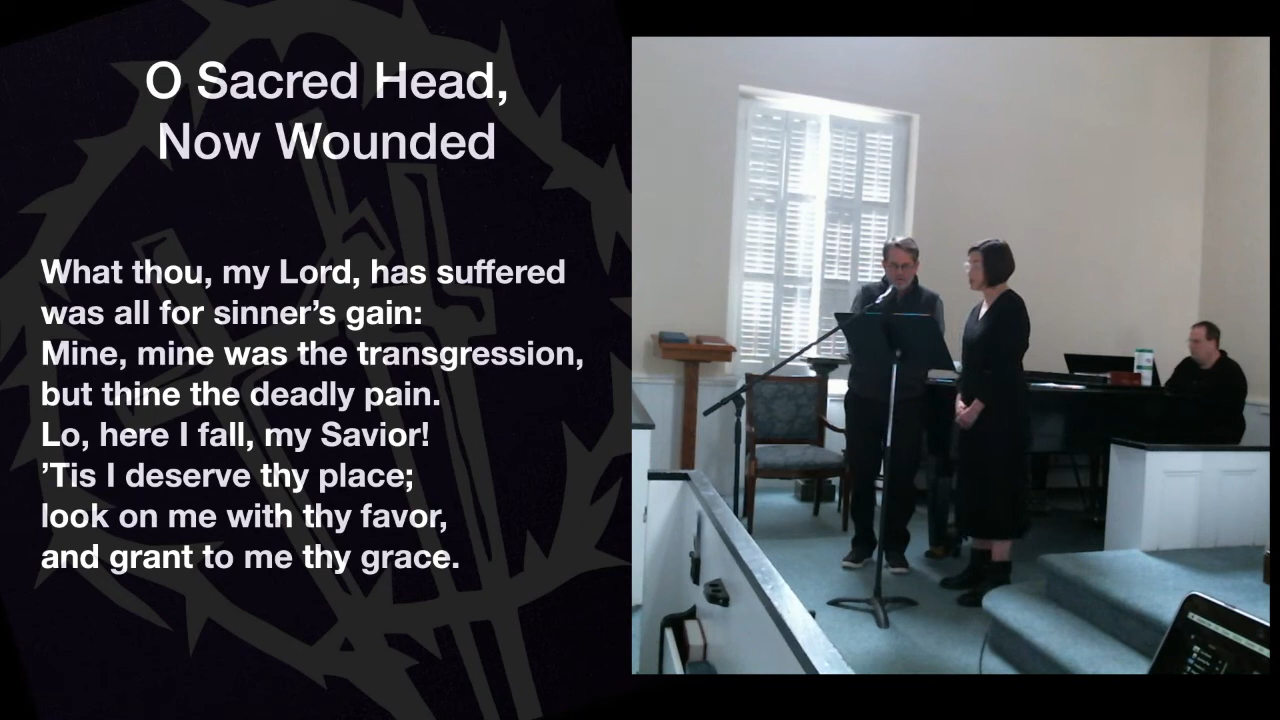 O Sacred Head,
Now Wounded
What thou, my Lord, has suffered
was all for sinner’s gain:
Mine, mine was the transgression,
but thine the deadly pain.
Lo, here I fall, my Savior!
’Tis I deserve thy place;
look on me with thy favor,
and grant to me thy grace.